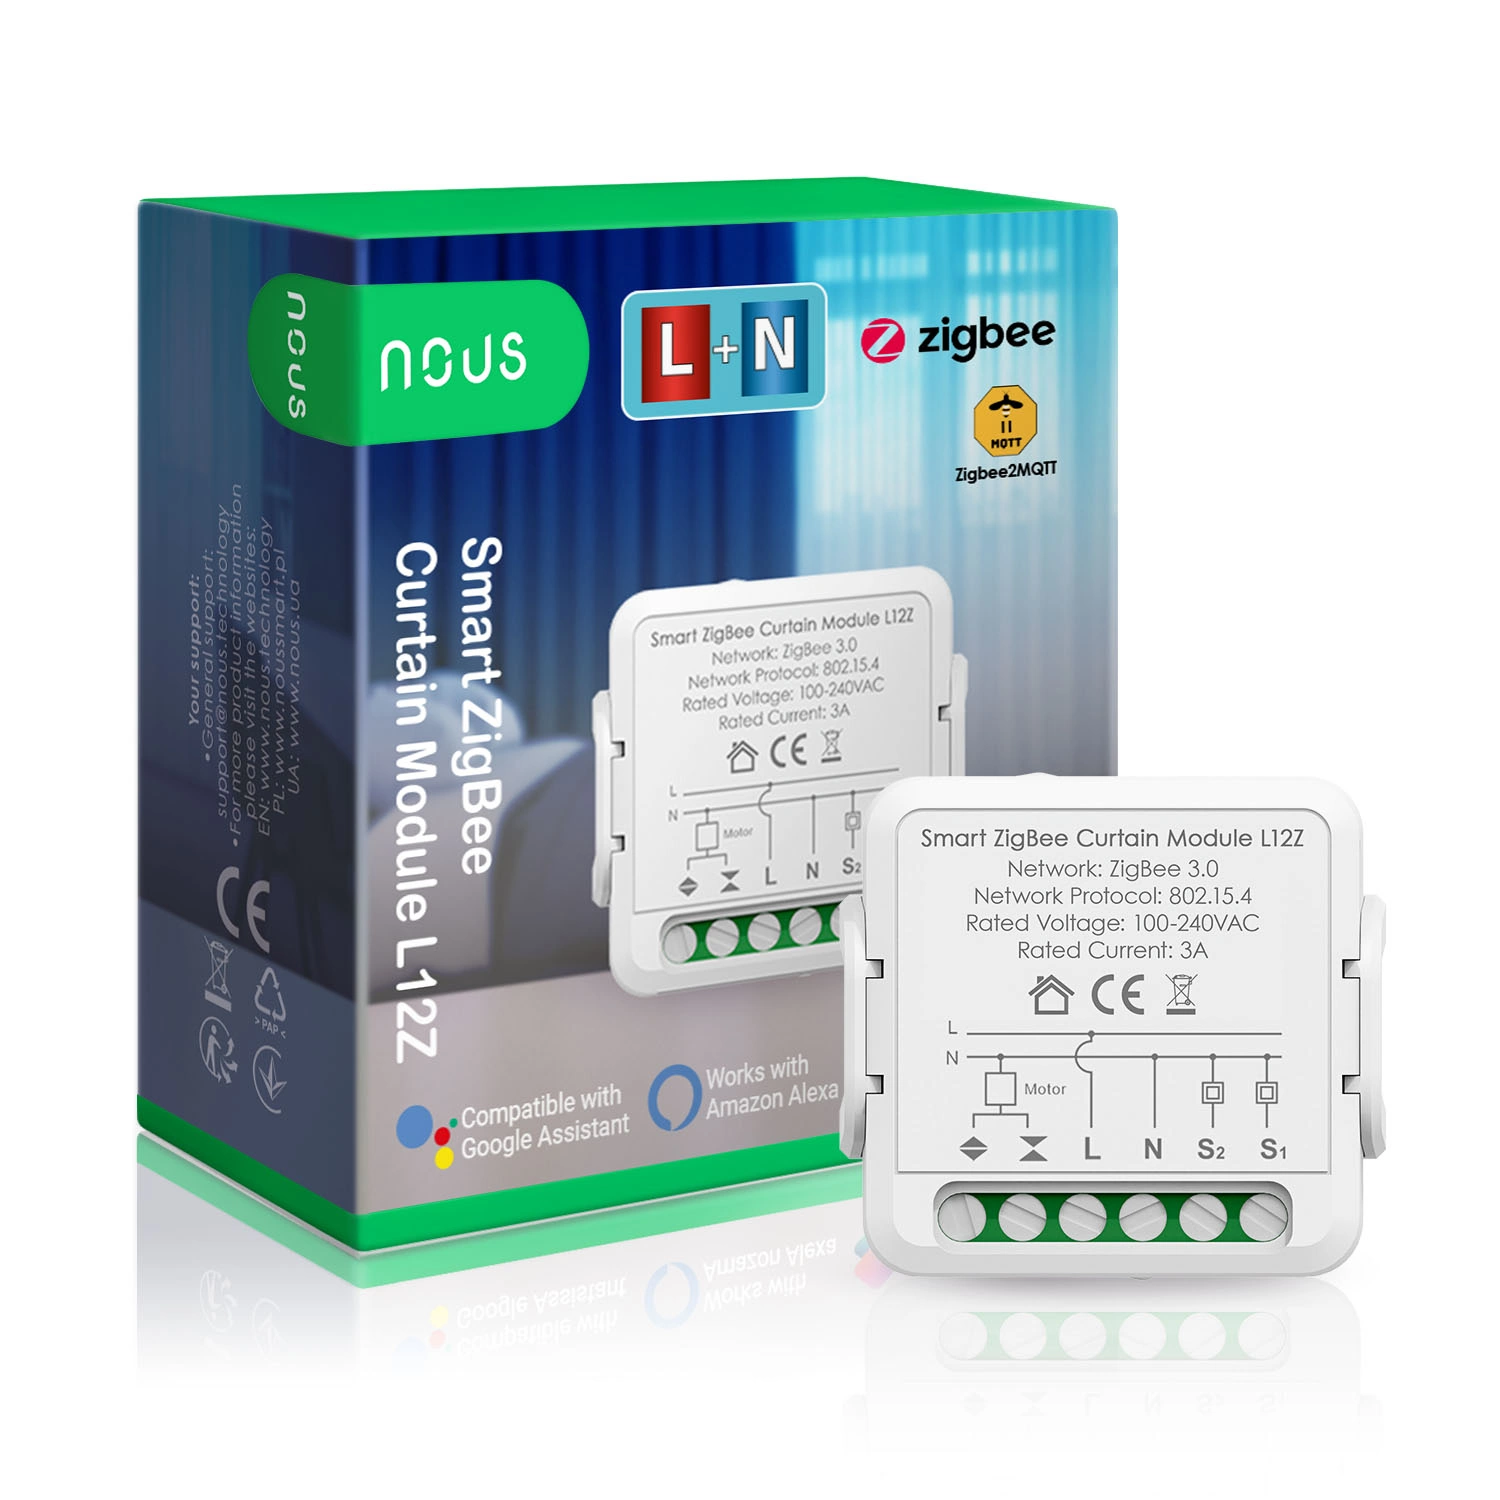 nous
nous
L + N
zigbee
MQTT
Zigbee2MQTT
Smart ZigBee
Curtain Module L12Z
Your support:
•General support:
support@nous.technology
•For more product information
please visit the websites:
EN: www.nous.technology
PL: www.noussmart.pl
UA: www.nous.ua
CE
PAP
Smart ZigBee Curtain Module L12Z
Network: ZigBee 3.0
Network Protocol: 802.15.4
Rated Voltage: 100-240VAC
Rated Current: 3A
CE
L
N
Motor
L N S2
Compatible with
Google Assistant
Works with
Amazon Alexa
Smart ZigBee Curtain Module L12Z
Network: ZigBee 3.0
Network Protocol: 802.15.4
Rated Voltage: 100-240VAC
Rated Current: 3A
CE
L
N
Motor
L N S2 S1